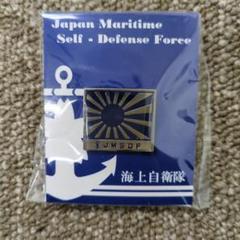 Japan Maritime
Self - Defense Force
JMSDF
海上自衛隊